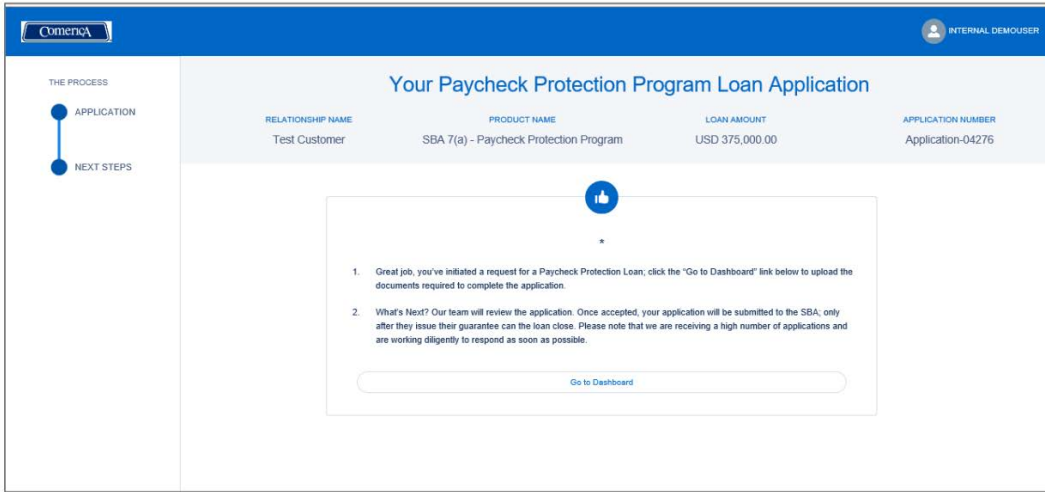 Comerica
INTERNAL DEMOUSER
THE PROCESS
APPLICATION
NEXT STEPS
Your Paycheck Protection Program Loan Application
RELATIONSHIP NAME PRODUCT NAME LOAN AMOUNT APPLICATION NUMBER
Test Customer SBA 7(a) - Paycheck Protection Program USD 375,000.00 Application-04276
*
1. Great job, you've initiated a request for a Paycheck Protection Loan; click the "Go to Dashboard" link below to upload the
documents required to complete the application.
2. What's Next? Our team will review the application. Once accepted, your application will be submitted to the SBA; only
after they issue their guarantee can the loan close. Please note that we are receiving a high number of applications and
are working diligently to respond as soon as possible.
Go to Dashboard